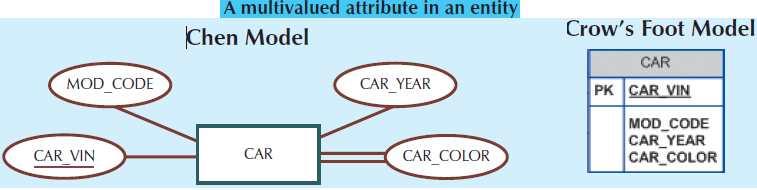 A multivalued attribute in an entity
Chen Model
Crow's Foot Model
MOD_CODE
CAR_YEAR
CAR_VIN
CAR
CAR_COLOR
CAR
PK CAR_VIN
MOD_CODE
CAR_YEAR
CAR_COLOR